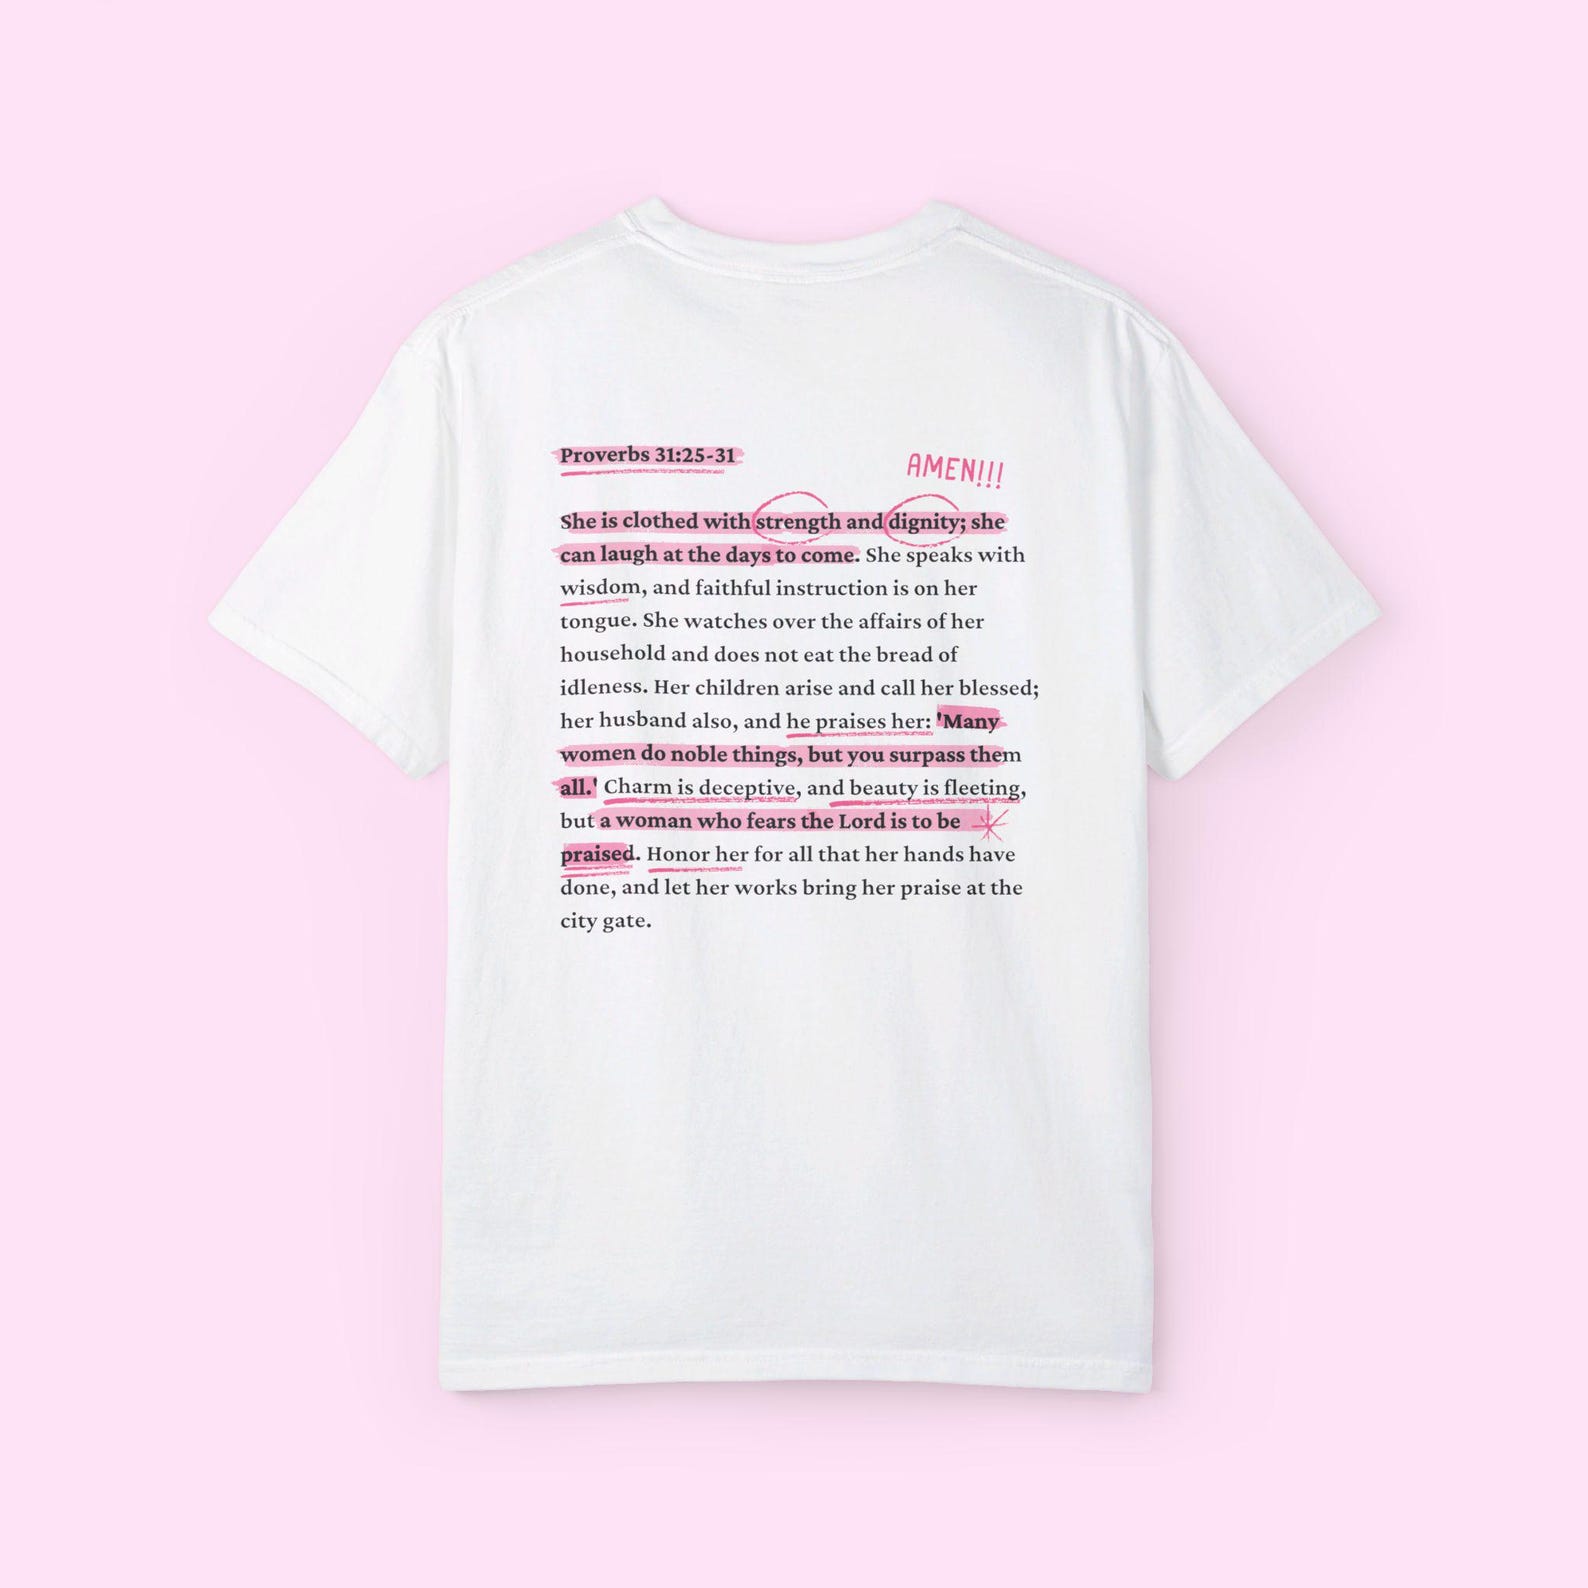 Proverbs 31:25-31
AMEN!!!
She is clothed with strength and dignity; she
can laugh at the days to come. She speaks with
wisdom, and faithful instruction is on her
tongue. She watches over the affairs of her
household and does not eat the bread of
idleness. Her children arise and call her blessed;
her husband also, and he praises her: 'Many
women do noble things, but you surpass them
all.' Charm is deceptive, and beauty is fleeting,
but a woman who fears the Lord is to be
praised. Honor her for all that her hands have
done, and let her works bring her praise at the
city gate.